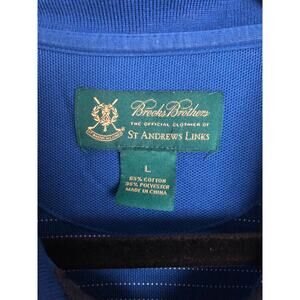 Brooks Brothers
THE OFFICIAL CLOTHIER OF
ST ANDREWS LINKS
L
65% COTTON
35% POLYESTER
MADE IN CHINA